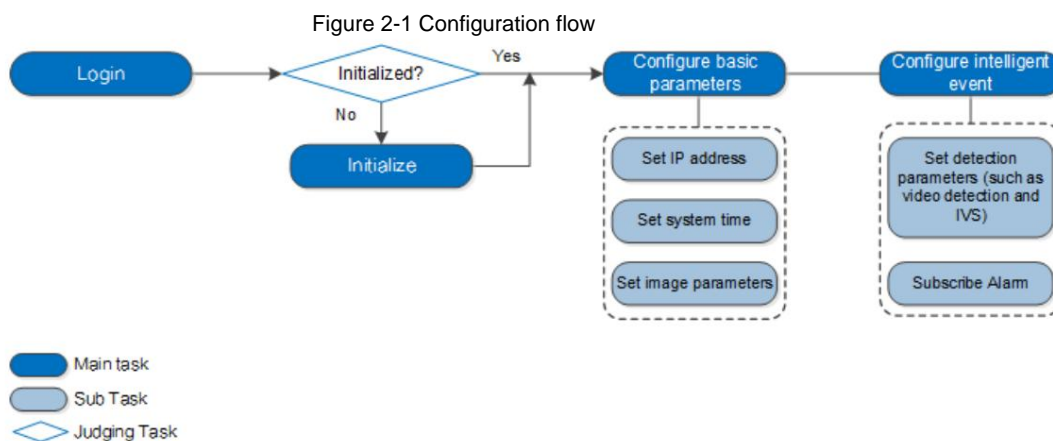 Figure 2-1 Configuration flow
Login
Initialized?
Yes
No
Initialize
Configure basic
parameters
Set IP address
Set system time
Set image parameters
Configure intelligent
event
Set detection
parameters (such as
video detection and
IVS)
Subscribe Alarm
Main task
Sub Task
Judging Task